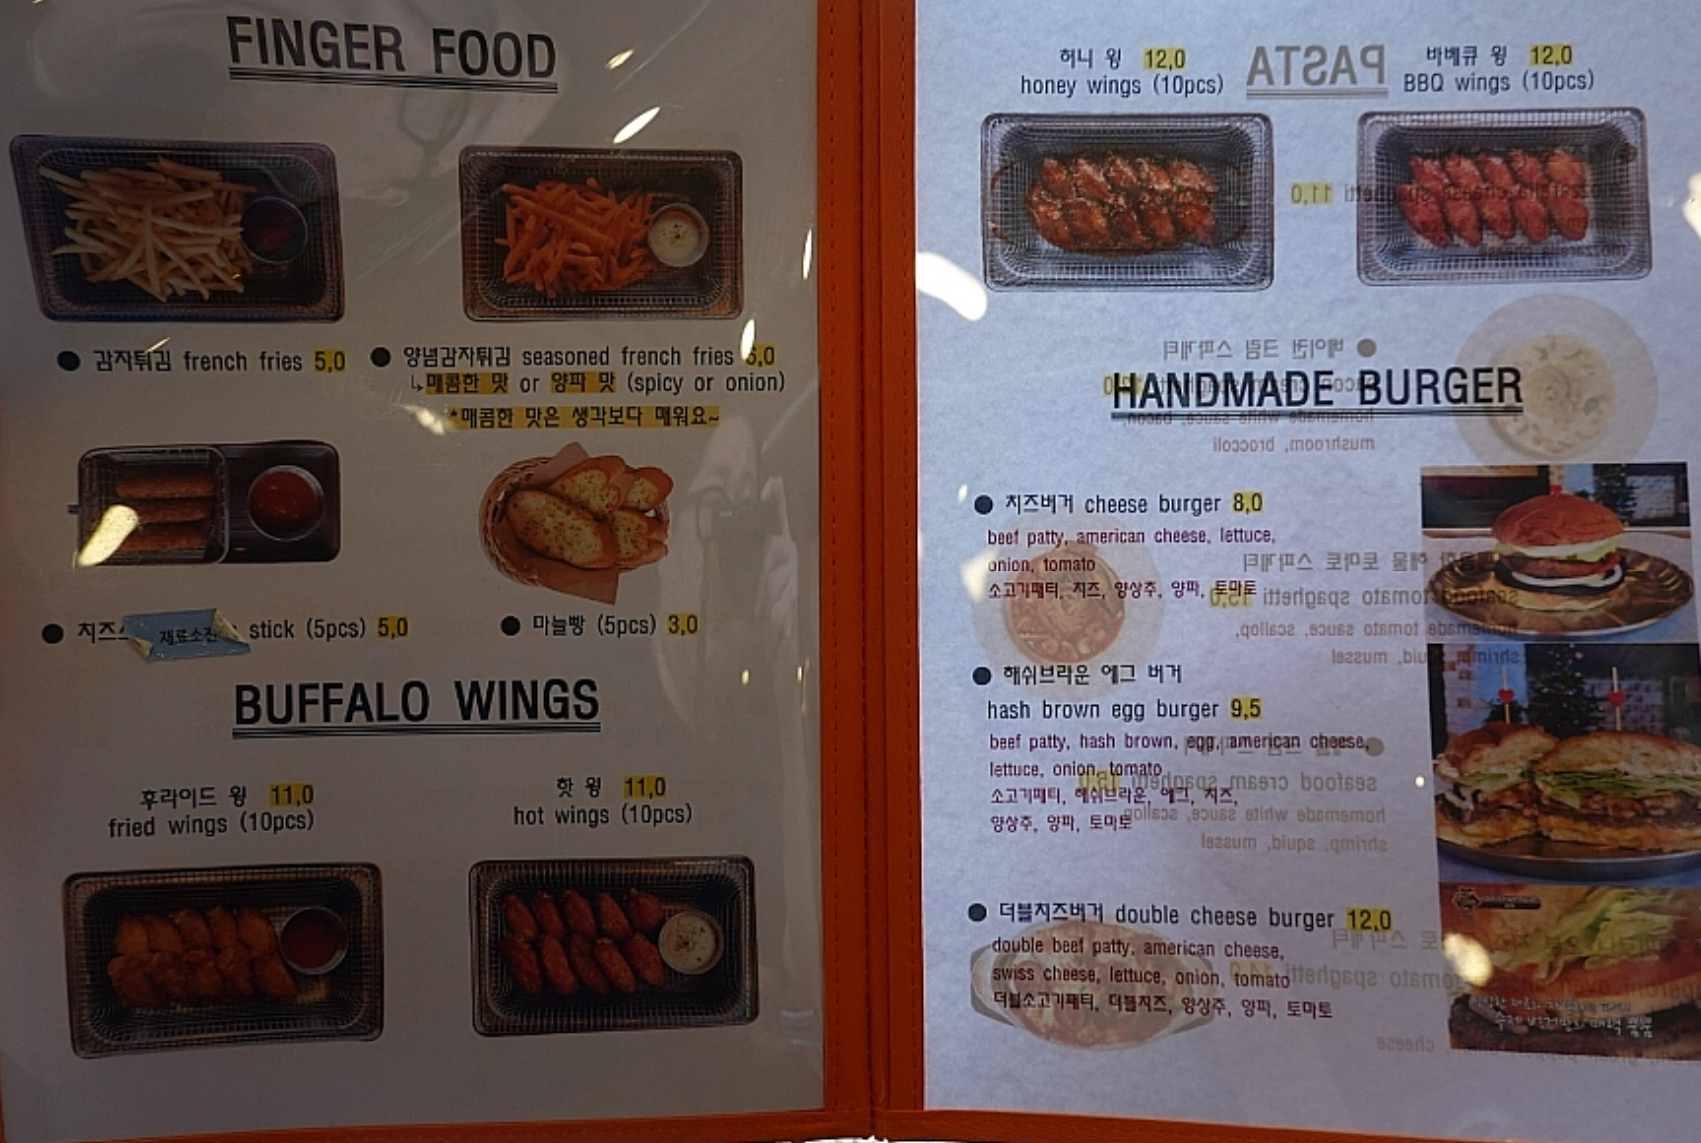 FINGER FOOD
● 감자튀김 french fries 5,0
● 양념감자튀김 seasoned french fries 6,0
↳매콤한 맛 or 양파 맛 (spicy or onion)
*매콤한 맛은 생각보다 매워요~
● 치즈 stick (5pcs) 5,0
재료소진
● 마늘빵 (5pcs) 3,0
BUFFALO WINGS
후라이드 윙 11,0
fried wings (10pcs)
핫 윙 11,0
hot wings (10pcs)
허니 윙 12,0
honey wings (10pcs)
PASTA
바베큐 윙 12,0
BBQ wings (10pcs)
HANDMADE BURGER
● 치즈버거 cheese burger 8,0
beef patty, american cheese, lettuce,
onion, tomato
소고기패티, 치즈, 양상추, 양파, 토마토
● 해쉬브라운 에그 버거
hash brown egg burger 9,5
beef patty, hash brown, egg, american cheese,
lettuce, onion, tomato
소고기패티, 해쉬브라운, 에그, 치즈,
양상추, 양파, 토마토
● 더블치즈버거 double cheese burger 12,0
double beef patty, american cheese,
swiss cheese, lettuce, onion, tomato
더블소고기패티, 더블치즈, 양상추, 양파, 토마토